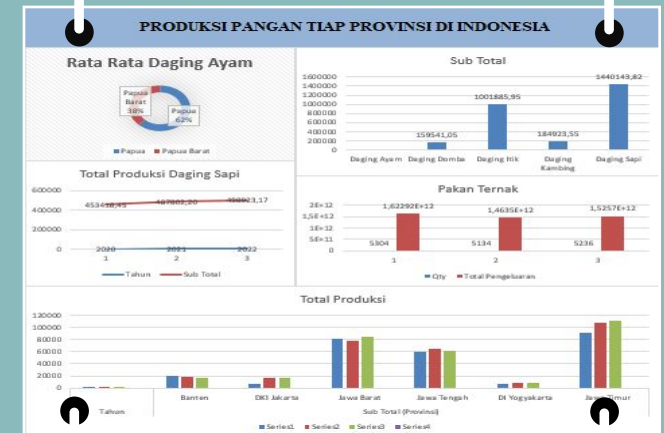 PRODUKSI PANGAN TIAP PROVINSI DI INDONESIA
Rata Rata Daging Ayam
Papua
Barat
38%
Papua
62%
Papua Papua Barat
Sub Total
1600000
1400000
1200000
1000000
800000
600000
400000
200000
0
159541,05
1001885,95
184923,55
1440143,82
Daging Ayam Daging Domba Daging Itik Daging Kambing Daging Sapi
Total Produksi Daging Sapi
600000
400000
200000
0
2020 2021 2022
1 2 3
Tahun Sub Total
Pakan Ternak
2E+12
1,5E+12
1E+12
5E+11
0
1,62292E+12 1,4635E+12 1,5257E+12
5304 5134 5236
1 2 3
Qty Total Pengeluaran
Total Produksi
120000
100000
80000
60000
40000
20000
0
Banten DKI Jakarta Jawa Barat Jawa Tengah DI Yogyakarta Jawa Timur
Tahun Sub Total (Provinsi)
Series1 Series2 Series3 Series4